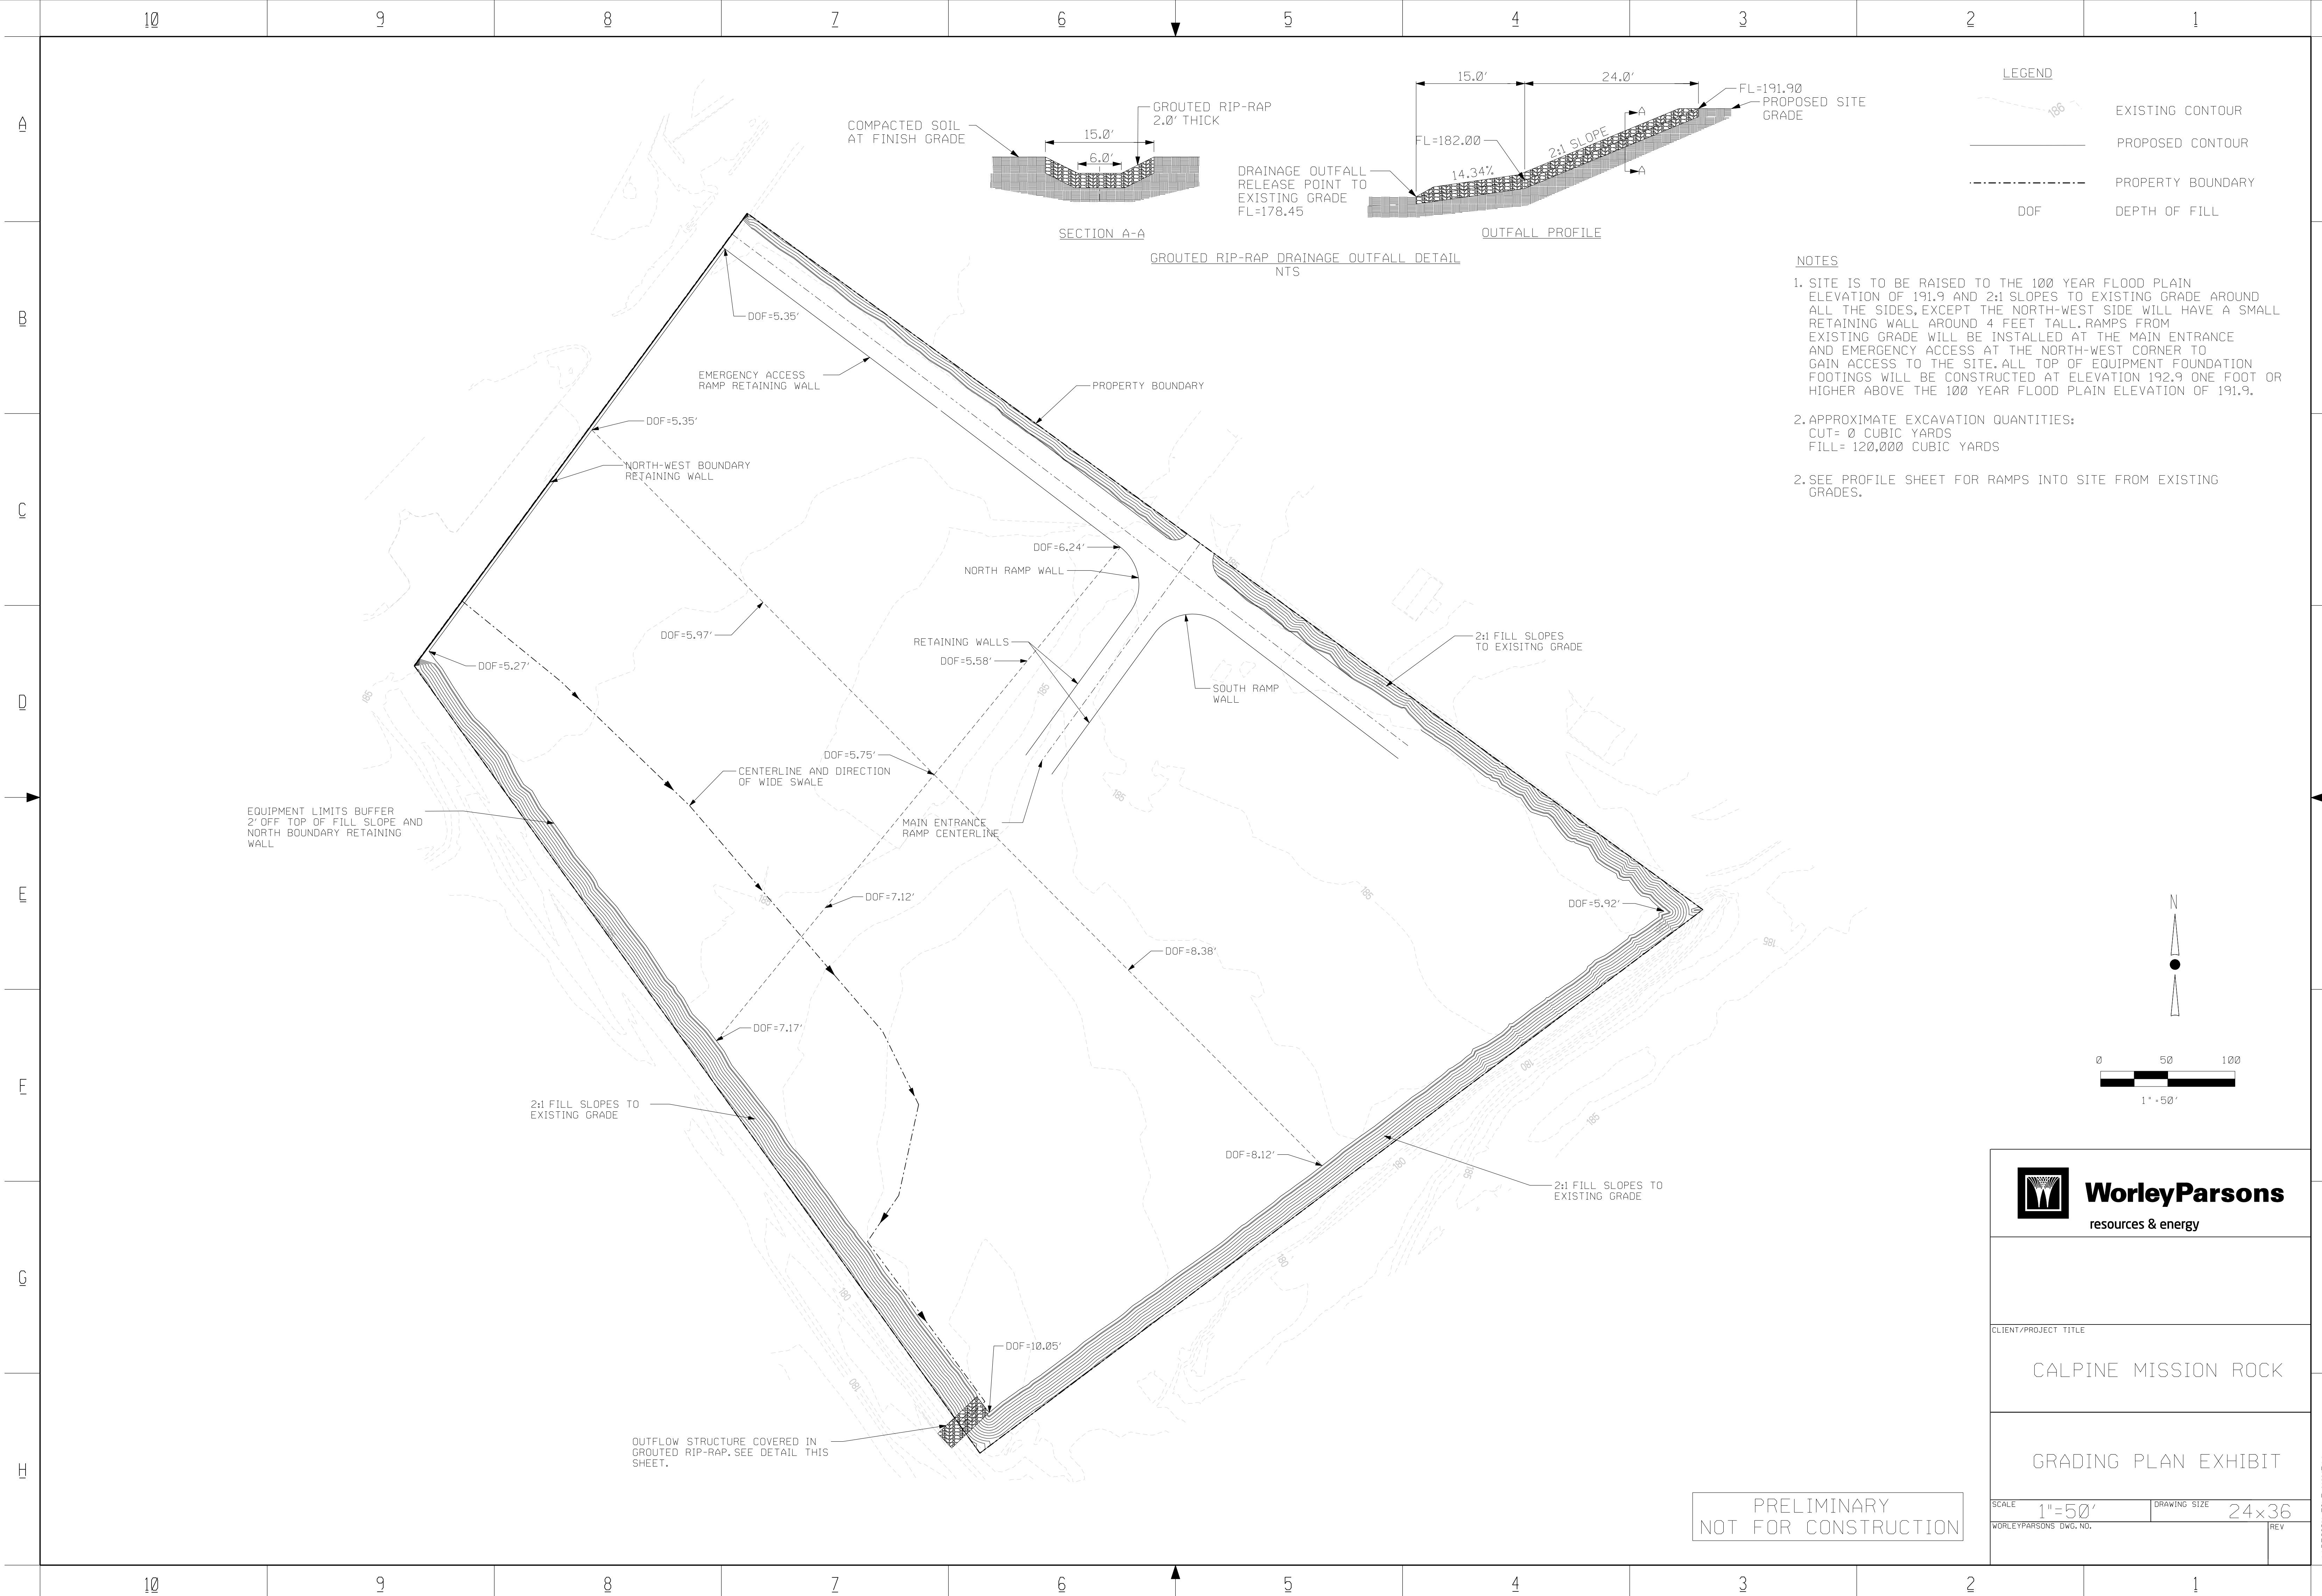 10 9 8 7 6 5 4 3 2 1
A
B
C
D
E
F
G
H
COMPACTED SOIL
AT FINISH GRADE
15.0'
6.0'
GROUTED RIP-RAP
2.0' THICK
SECTION A-A
15.0'
24.0'
FL=191.90
PROPOSED SITE
GRADE
A
A
2:1 SLOPE
FL=182.00
14.34%
DRAINAGE OUTFALL
RELEASE POINT TO
EXISTING GRADE
FL=178.45
OUTFALL PROFILE
GROUTED RIP-RAP DRAINAGE OUTFALL DETAIL
NTS
LEGEND
186
EXISTING CONTOUR
PROPOSED CONTOUR
PROPERTY BOUNDARY
DOF
DEPTH OF FILL
NOTES
1. SITE IS TO BE RAISED TO THE 100 YEAR FLOOD PLAIN
ELEVATION OF 191.9 AND 2:1 SLOPES TO EXISTING GRADE AROUND
ALL THE SIDES, EXCEPT THE NORTH-WEST SIDE WILL HAVE A SMALL
RETAINING WALL AROUND 4 FEET TALL. RAMPS FROM
EXISTING GRADE WILL BE INSTALLED AT THE MAIN ENTRANCE
AND EMERGENCY ACCESS AT THE NORTH-WEST CORNER TO
GAIN ACCESS TO THE SITE. ALL TOP OF EQUIPMENT FOUNDATION
FOOTINGS WILL BE CONSTRUCTED AT ELEVATION 192.9 ONE FOOT OR
HIGHER ABOVE THE 100 YEAR FLOOD PLAIN ELEVATION OF 191.9.
2. APPROXIMATE EXCAVATION QUANTITIES:
CUT= 0 CUBIC YARDS
FILL= 120,000 CUBIC YARDS
2. SEE PROFILE SHEET FOR RAMPS INTO SITE FROM EXISTING
GRADES.
DOF=5.35'
EMERGENCY ACCESS
RAMP RETAINING WALL
PROPERTY BOUNDARY
DOF=5.35'
NORTH-WEST BOUNDARY
RETAINING WALL
DOF=6.24'
NORTH RAMP WALL
185
DOF=5.97'
RETAINING WALLS
DOF=5.58'
2:1 FILL SLOPES
TO EXISITNG GRADE
DOF=5.27'
185
185
SOUTH RAMP
WALL
DOF=5.75'
CENTERLINE AND DIRECTION
OF WIDE SWALE
185
EQUIPMENT LIMITS BUFFER
2' OFF TOP OF FILL SLOPE AND
NORTH BOUNDARY RETAINING
WALL
MAIN ENTRANCE
RAMP CENTERLINE
DOF=7.12'
185
185
DOF=5.92'
DOF=8.38'
185
DOF=7.17'
180
2:1 FILL SLOPES TO
EXISTING GRADE
185
DOF=8.12'
180
185
2:1 FILL SLOPES TO
EXISTING GRADE
180
180
DOF=10.05'
180
OUTFLOW STRUCTURE COVERED IN
GROUTED RIP-RAP. SEE DETAIL THIS
SHEET.
N
0 50 100
1"=50'
WorleyParsons
resources & energy
CLIENT/PROJECT TITLE
CALPINE MISSION ROCK
GRADING PLAN EXHIBIT
SCALE 1"=50'
DRAWING SIZE 24x36
WORLEYPARSONS DWG. NO.
REV
PRELIMINARY
NOT FOR CONSTRUCTION
10 9 8 7 6 5 4 3 2 1